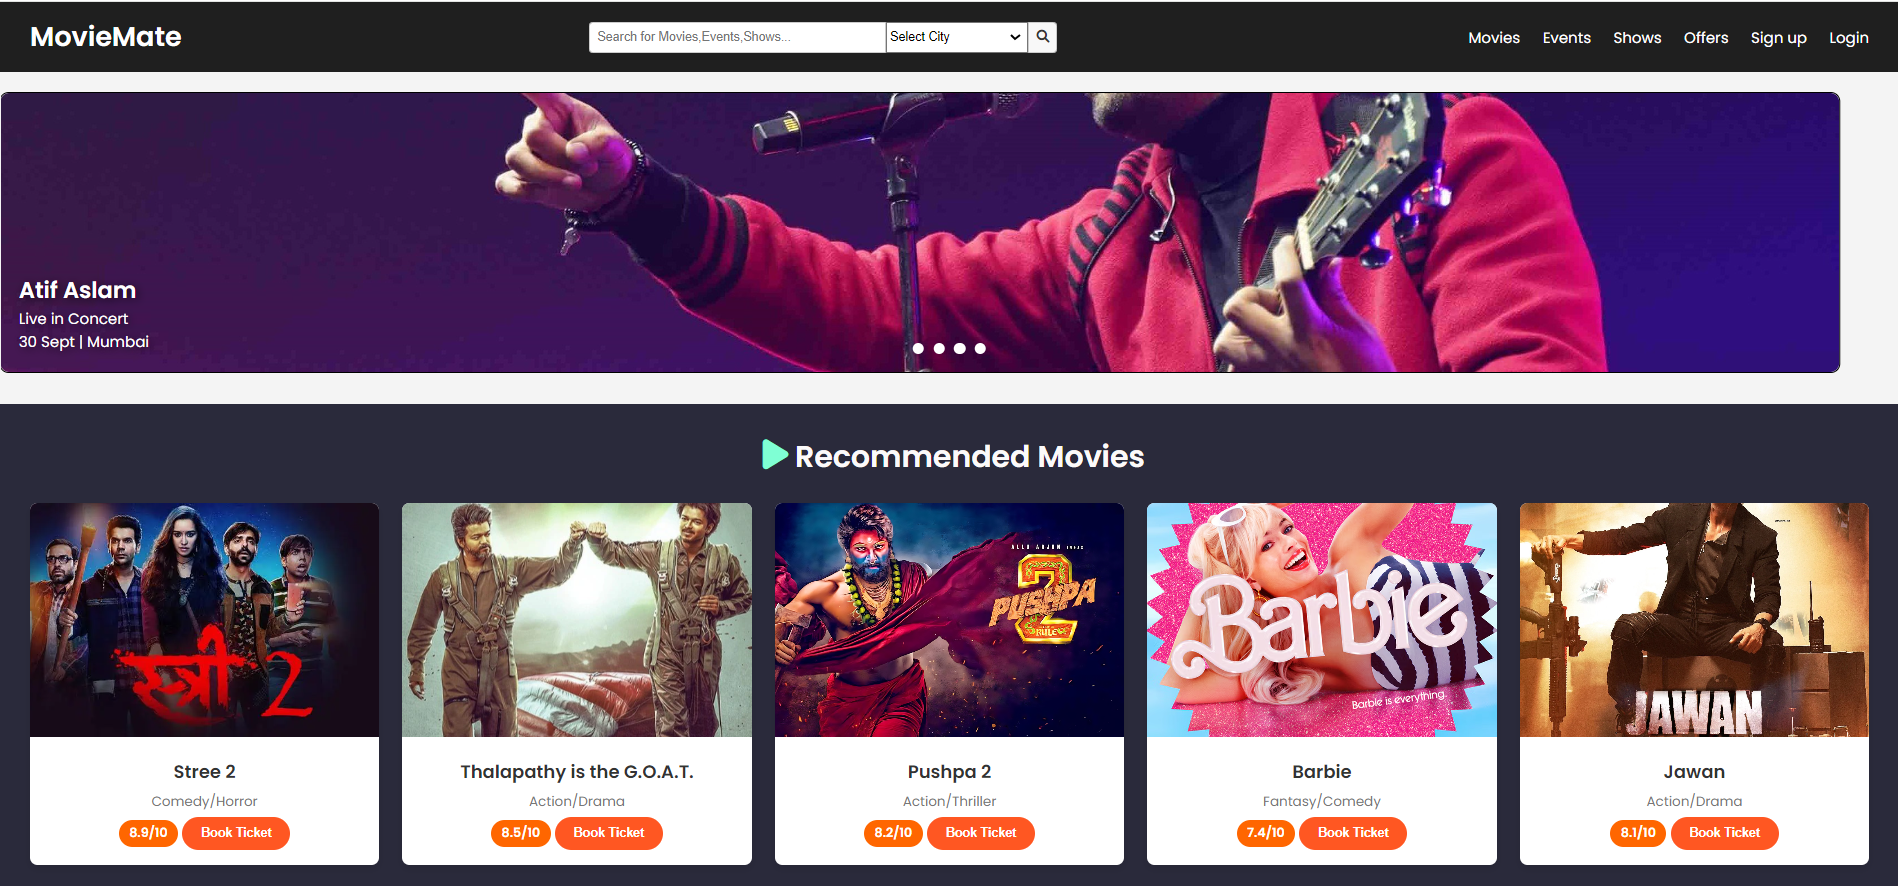 MovieMate
Search for Movies,Events,Shows...
Select City
Movies
Events
Shows
Offers
Sign up
Login
Atif Aslam
Live in Concert
30 Sept | Mumbai
Recommended Movies
स्त्री 2
ALLU ARJUN
PUSHPA
2
RULE
Barbie
Barbie is everything.
JAWAN
Stree 2
Thalapathy is the G.O.A.T.
Pushpa 2
Barbie
Jawan
Comedy/Horror
Action/Drama
Action/Thriller
Fantasy/Comedy
Action/Drama
8.9/10 Book Ticket
8.5/10 Book Ticket
8.2/10 Book Ticket
7.4/10 Book Ticket
8.1/10 Book Ticket